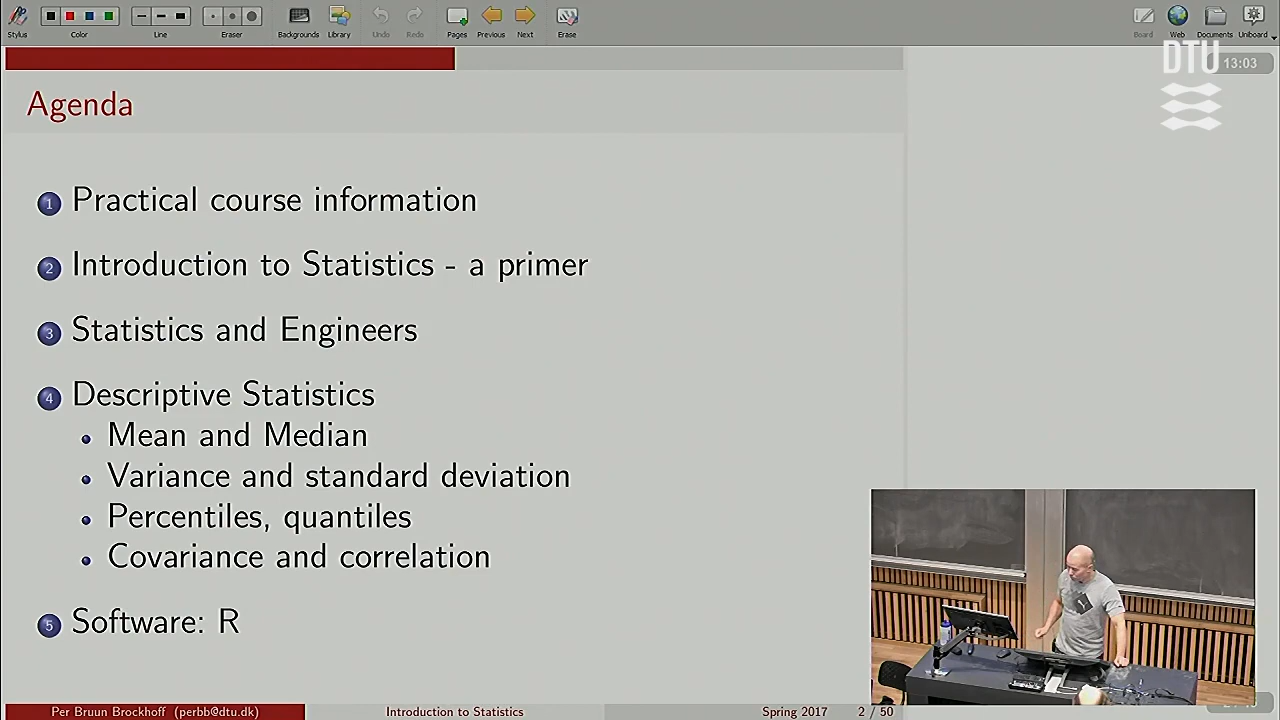 Stylus
Color
Line
Eraser
Backgrounds
Library
Undo
Redo
Pages
Previous
Next
Erase
Board
Web
Documents
Uniboard
DTU
13:03
Agenda
1 Practical course information
2 Introduction to Statistics - a primer
3 Statistics and Engineers
4 Descriptive Statistics
Mean and Median
Variance and standard deviation
Percentiles, quantiles
Covariance and correlation
5 Software: R
Per Bruun Brockhoff (perbb@dtu.dk) Introduction to Statistics Spring 2017 2 / 50